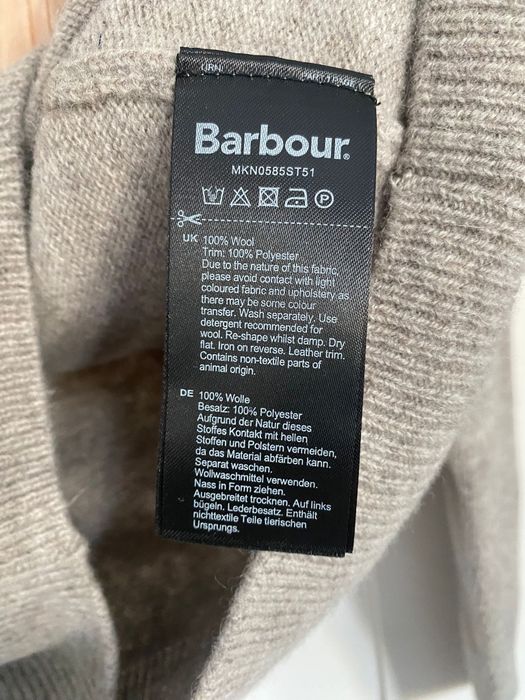 Barbour®
MKN0585ST51
P
UK 100% Wool
Trim: 100% Polyester
Due to the nature of this fabric,
please avoid contact with light
coloured fabric and upholstery as
there may be some colour
transfer. Wash separately. Use
detergent recommended for
wool. Re-shape whilst damp. Dry
flat. Iron on reverse. Leather trim.
Contains non-textile parts of
animal origin.
DE 100% Wolle
Besatz: 100% Polyester
Aufgrund der Natur dieses
Stoffes Kontakt mit hellen
Stoffen und Polstern vermeiden,
da das Material abfärben kann.
Separat waschen.
Wollwaschmittel verwenden.
Nass in Form ziehen.
Ausgebreitet trocknen. Auf links
bügeln. Lederbesatz. Enthält
nichttextile Teile tierischen
Ursprungs.